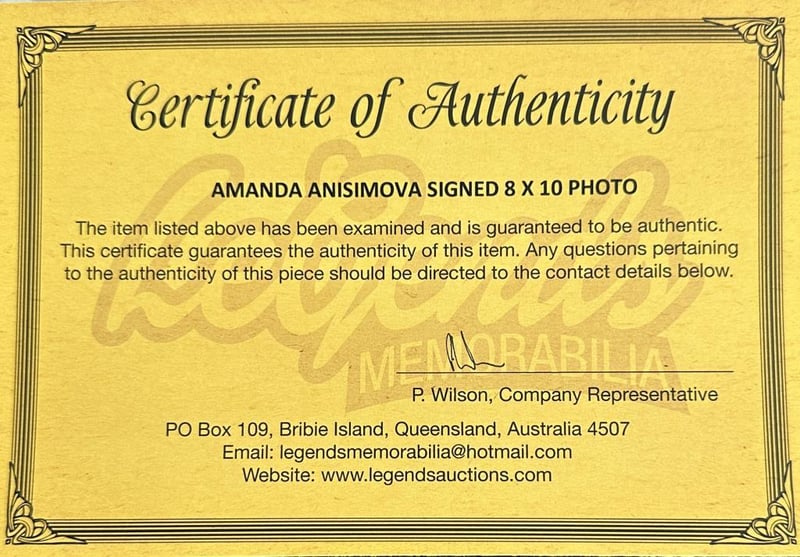 Certificate of Authenticity
AMANDA ANISIMOVA SIGNED 8 X 10 PHOTO
The item listed above has been examined and is guaranteed to be authentic.
This certificate guarantees the authenticity of this item. Any questions pertaining
to the authenticity of this piece should be directed to the contact details below.
Legends
MEMORABILIA
P. Wilson, Company Representative
PO Box 109, Bribie Island, Queensland, Australia 4507
Email: legendsmemorabilia@hotmail.com
Website: www.legendsauctions.com